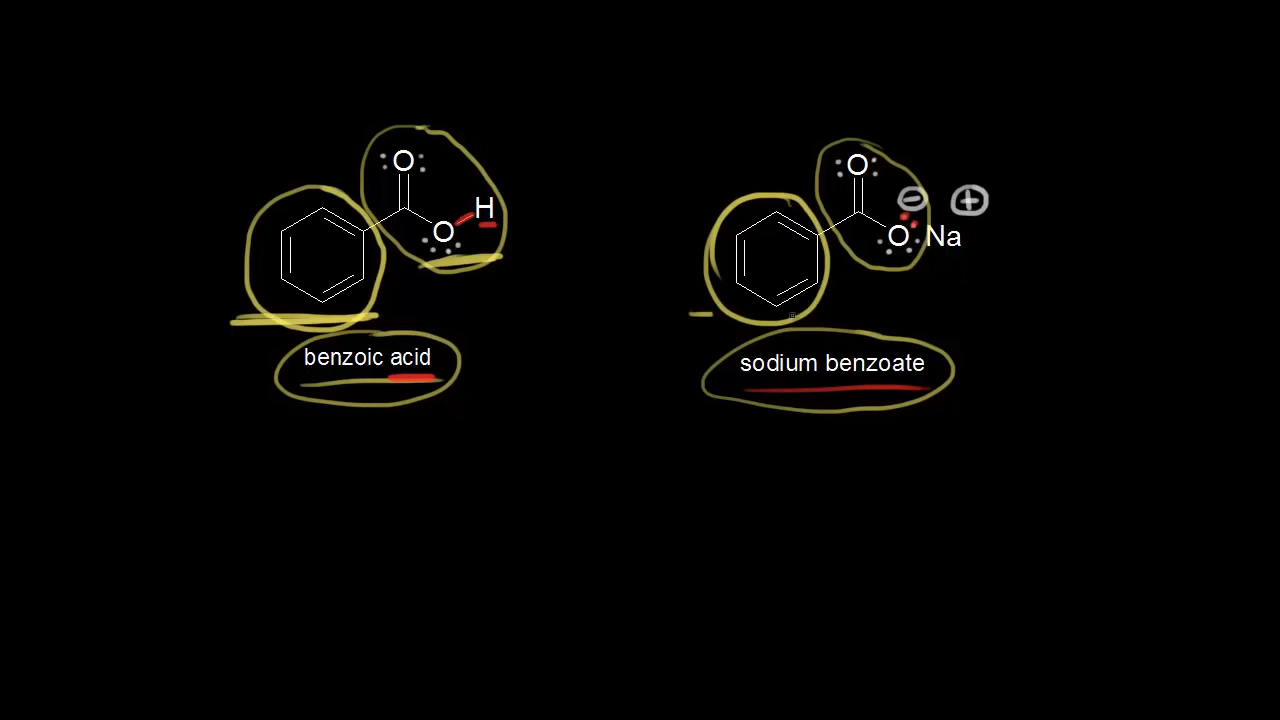 O
H
O
benzoic acid
O
⊖ ⊕
O Na
sodium benzoate